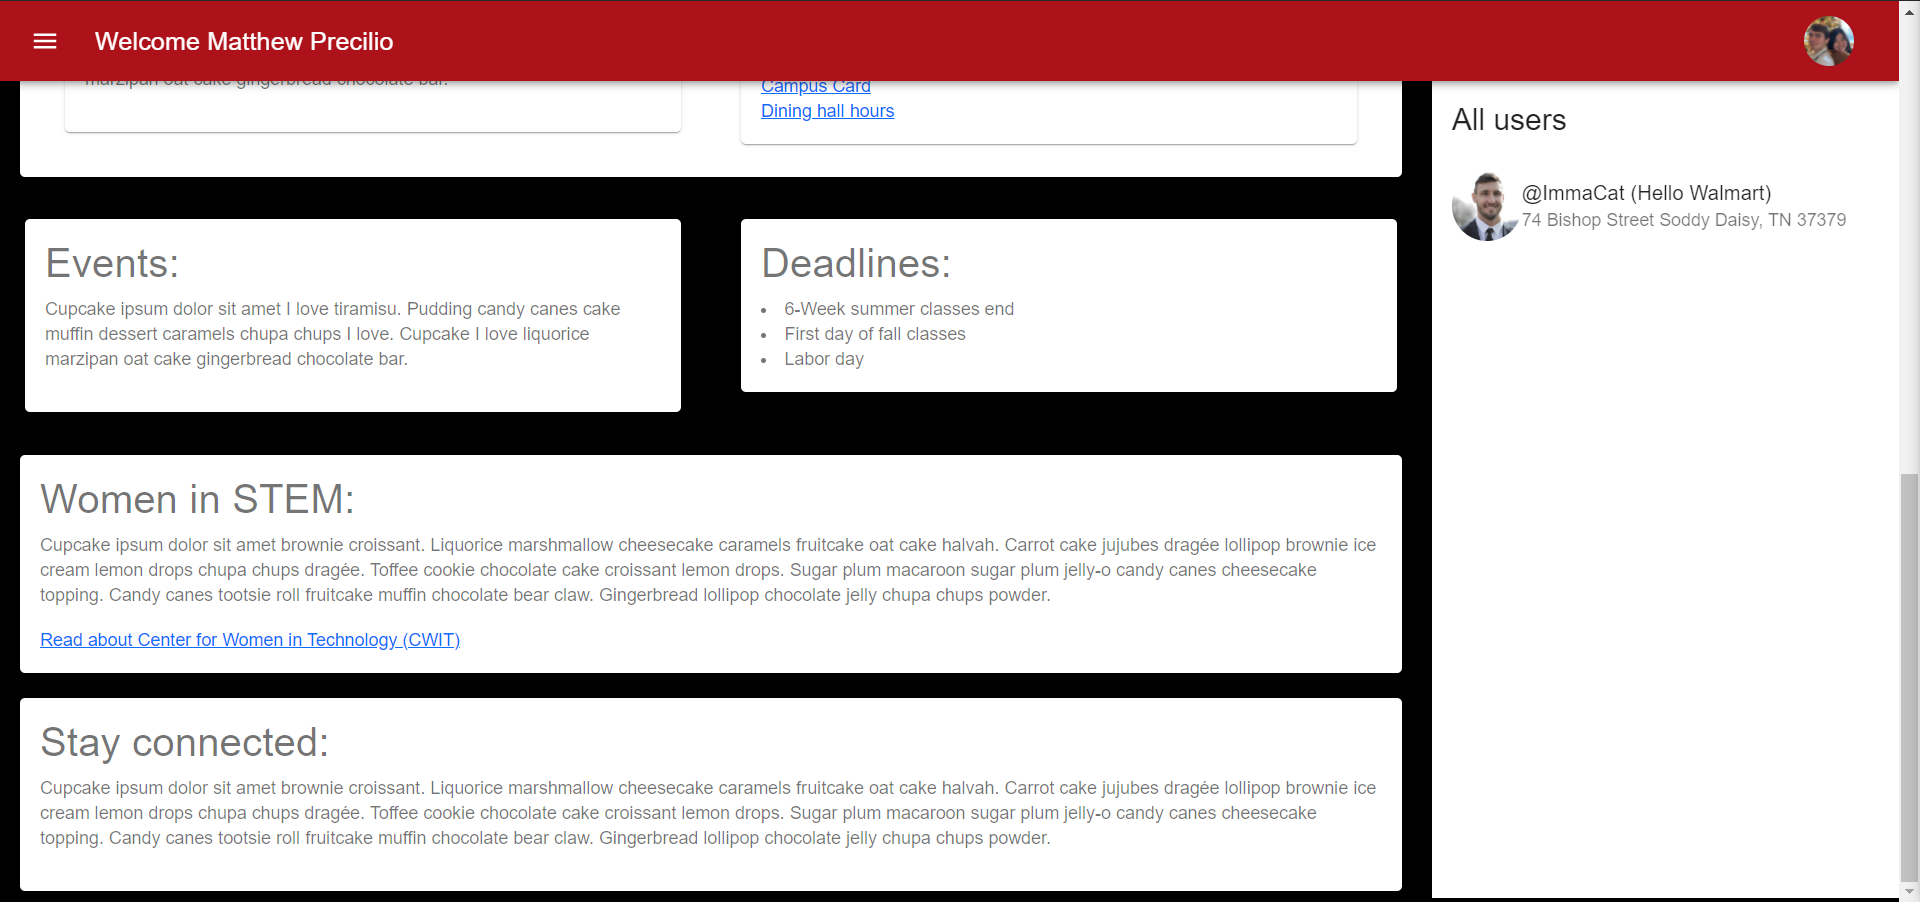 Welcome Matthew Precilio
marzipan oat cake gingerbread chocolate bar.
Campus Card
Dining hall hours
Events:
Cupcake ipsum dolor sit amet I love tiramisu. Pudding candy canes cake
muffin dessert caramels chupa chups I love. Cupcake I love liquorice
marzipan oat cake gingerbread chocolate bar.
Deadlines:
• 6-Week summer classes end
• First day of fall classes
• Labor day
Women in STEM:
Cupcake ipsum dolor sit amet brownie croissant. Liquorice marshmallow cheesecake caramels fruitcake oat cake halvah. Carrot cake jujubes dragée lollipop brownie ice
cream lemon drops chupa chups dragée. Toffee cookie chocolate cake croissant lemon drops. Sugar plum macaroon sugar plum jelly-o candy canes cheesecake
topping. Candy canes tootsie roll fruitcake muffin chocolate bear claw. Gingerbread lollipop chocolate jelly chupa chups powder.
Read about Center for Women in Technology (CWIT)
Stay connected:
Cupcake ipsum dolor sit amet brownie croissant. Liquorice marshmallow cheesecake caramels fruitcake oat cake halvah. Carrot cake jujubes dragée lollipop brownie ice
cream lemon drops chupa chups dragée. Toffee cookie chocolate cake croissant lemon drops. Sugar plum macaroon sugar plum jelly-o candy canes cheesecake
topping. Candy canes tootsie roll fruitcake muffin chocolate bear claw. Gingerbread lollipop chocolate jelly chupa chups powder.
All users
@ImmaCat (Hello Walmart)
74 Bishop Street Soddy Daisy, TN 37379